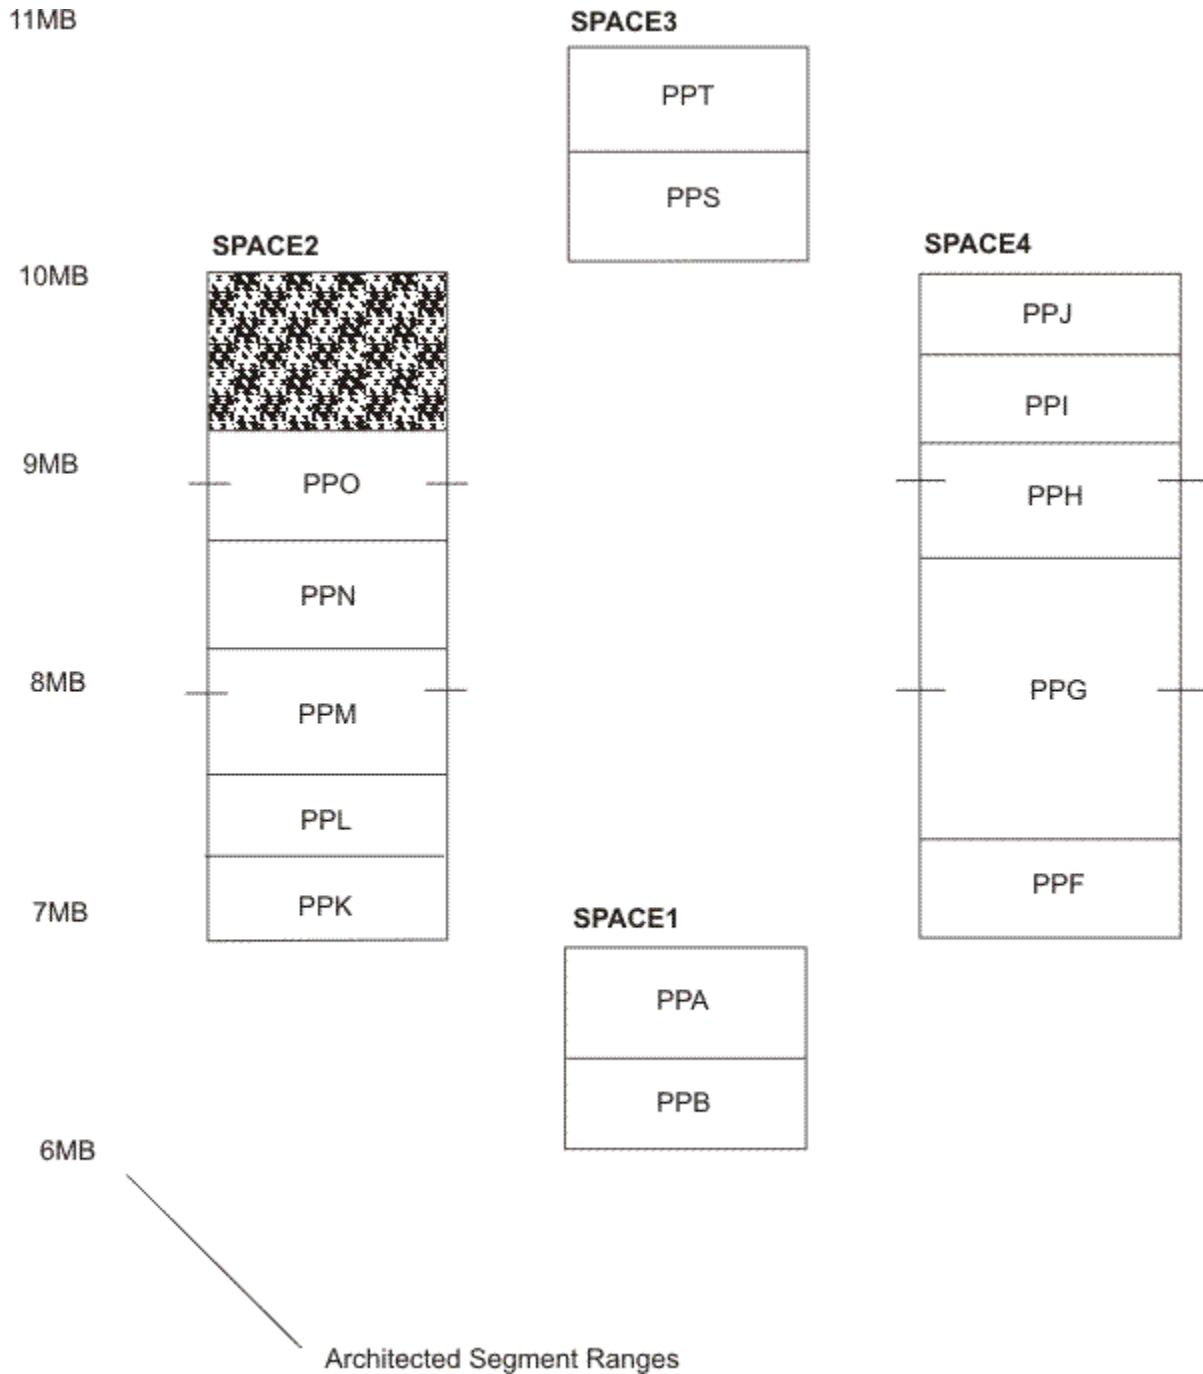 11MB
SPACE3
PPT
PPS
SPACE2
SPACE4
10MB
PPJ
PPI
9MB
PPO
PPH
PPN
8MB
PPM
PPG
PPL
PPF
PPK
7MB
SPACE1
PPA
PPB
6MB
Architected Segment Ranges